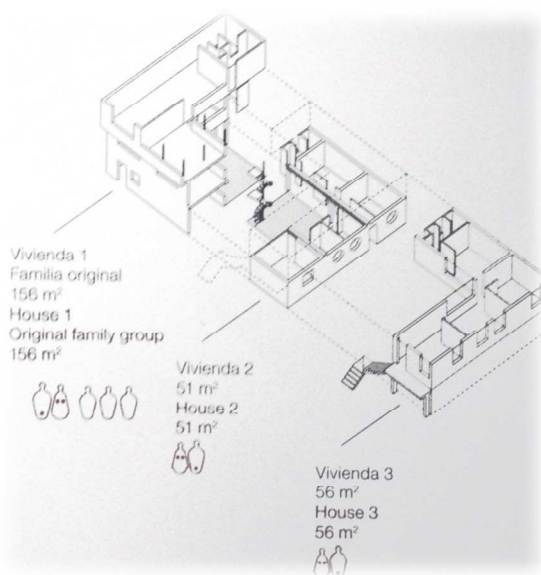 Vivienda 1
Familia original
156 m²
House 1
Original family group
156 m²
Vivienda 2
51 m²
House 2
51 m²
Vivienda 3
56 m²
House 3
56 m²